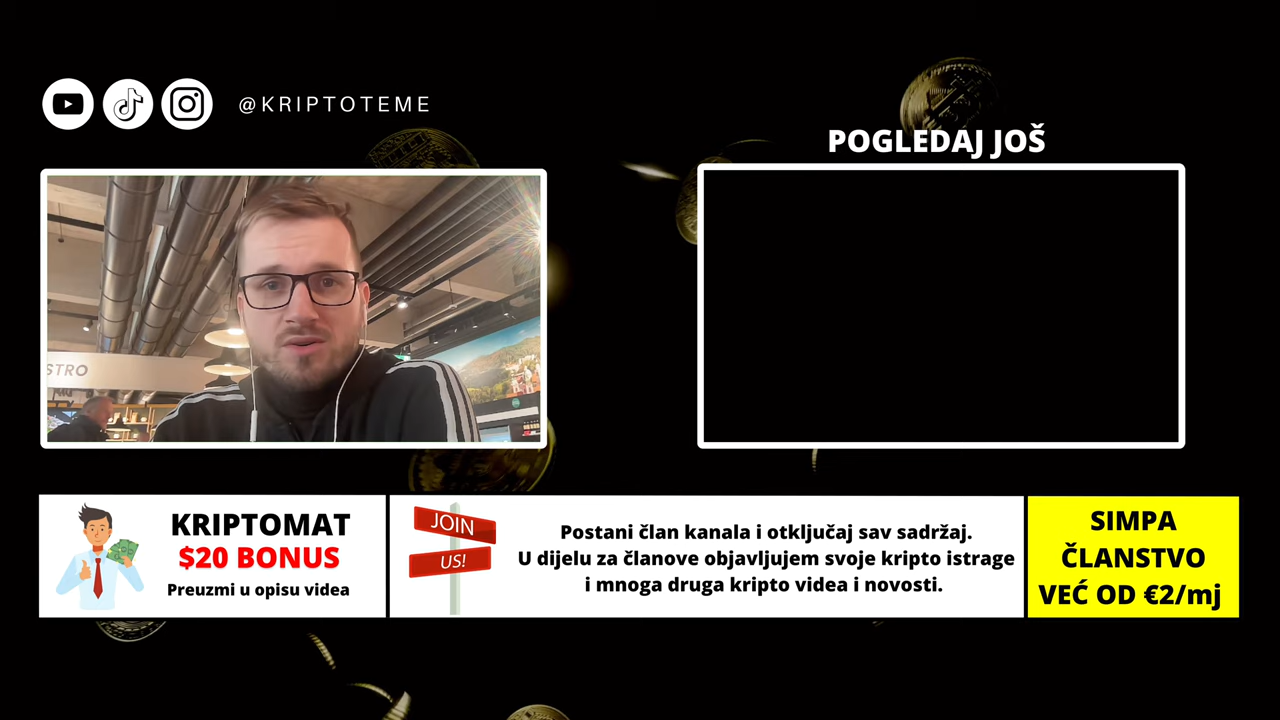 @KRIPTOTEME
POGLEDAJ JOŠ
STRO
KRIPTOMAT
$20 BONUS
Preuzmi u opisu videa
JOIN
US!
Postani član kanala i otključaj sav sadržaj.
U dijelu za članove objavljujem svoje kripto istrage
i mnoga druga kripto videa i novosti.
SIMPA
ČLANSTVO
VEĆ OD €2/mj